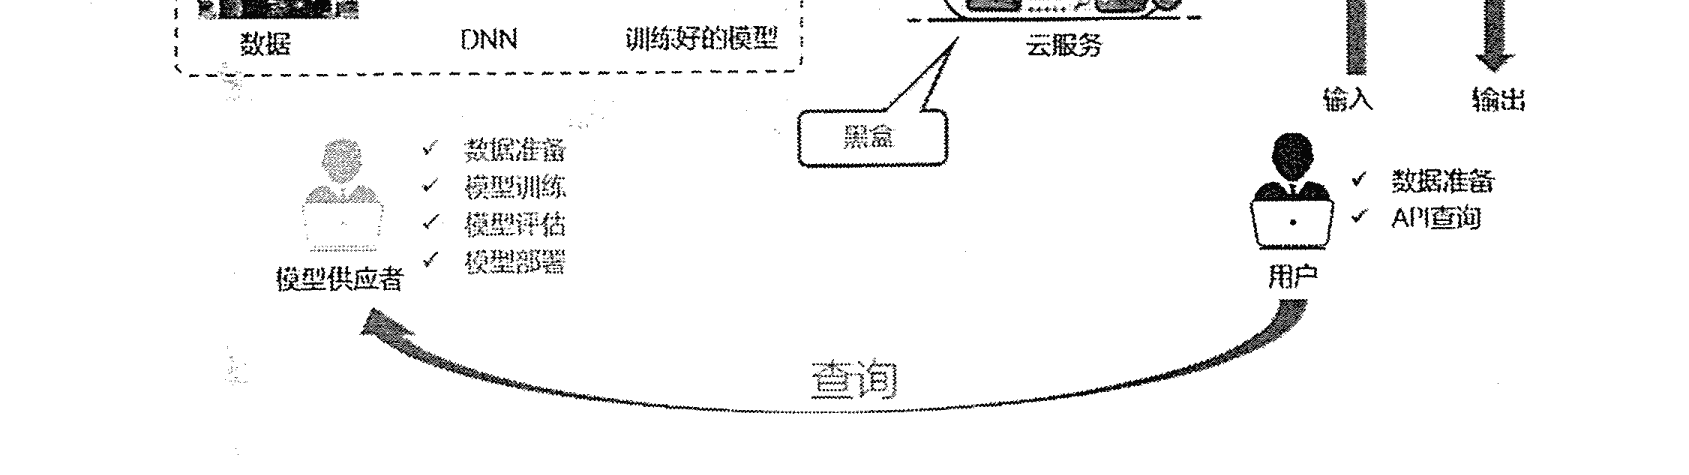 数据
DNN
训练好的模型
云服务
输入
输出
黑盒
数据准备
模型训练
模型评估
模型部署
模型供应者
数据准备
API查询
用户
查询